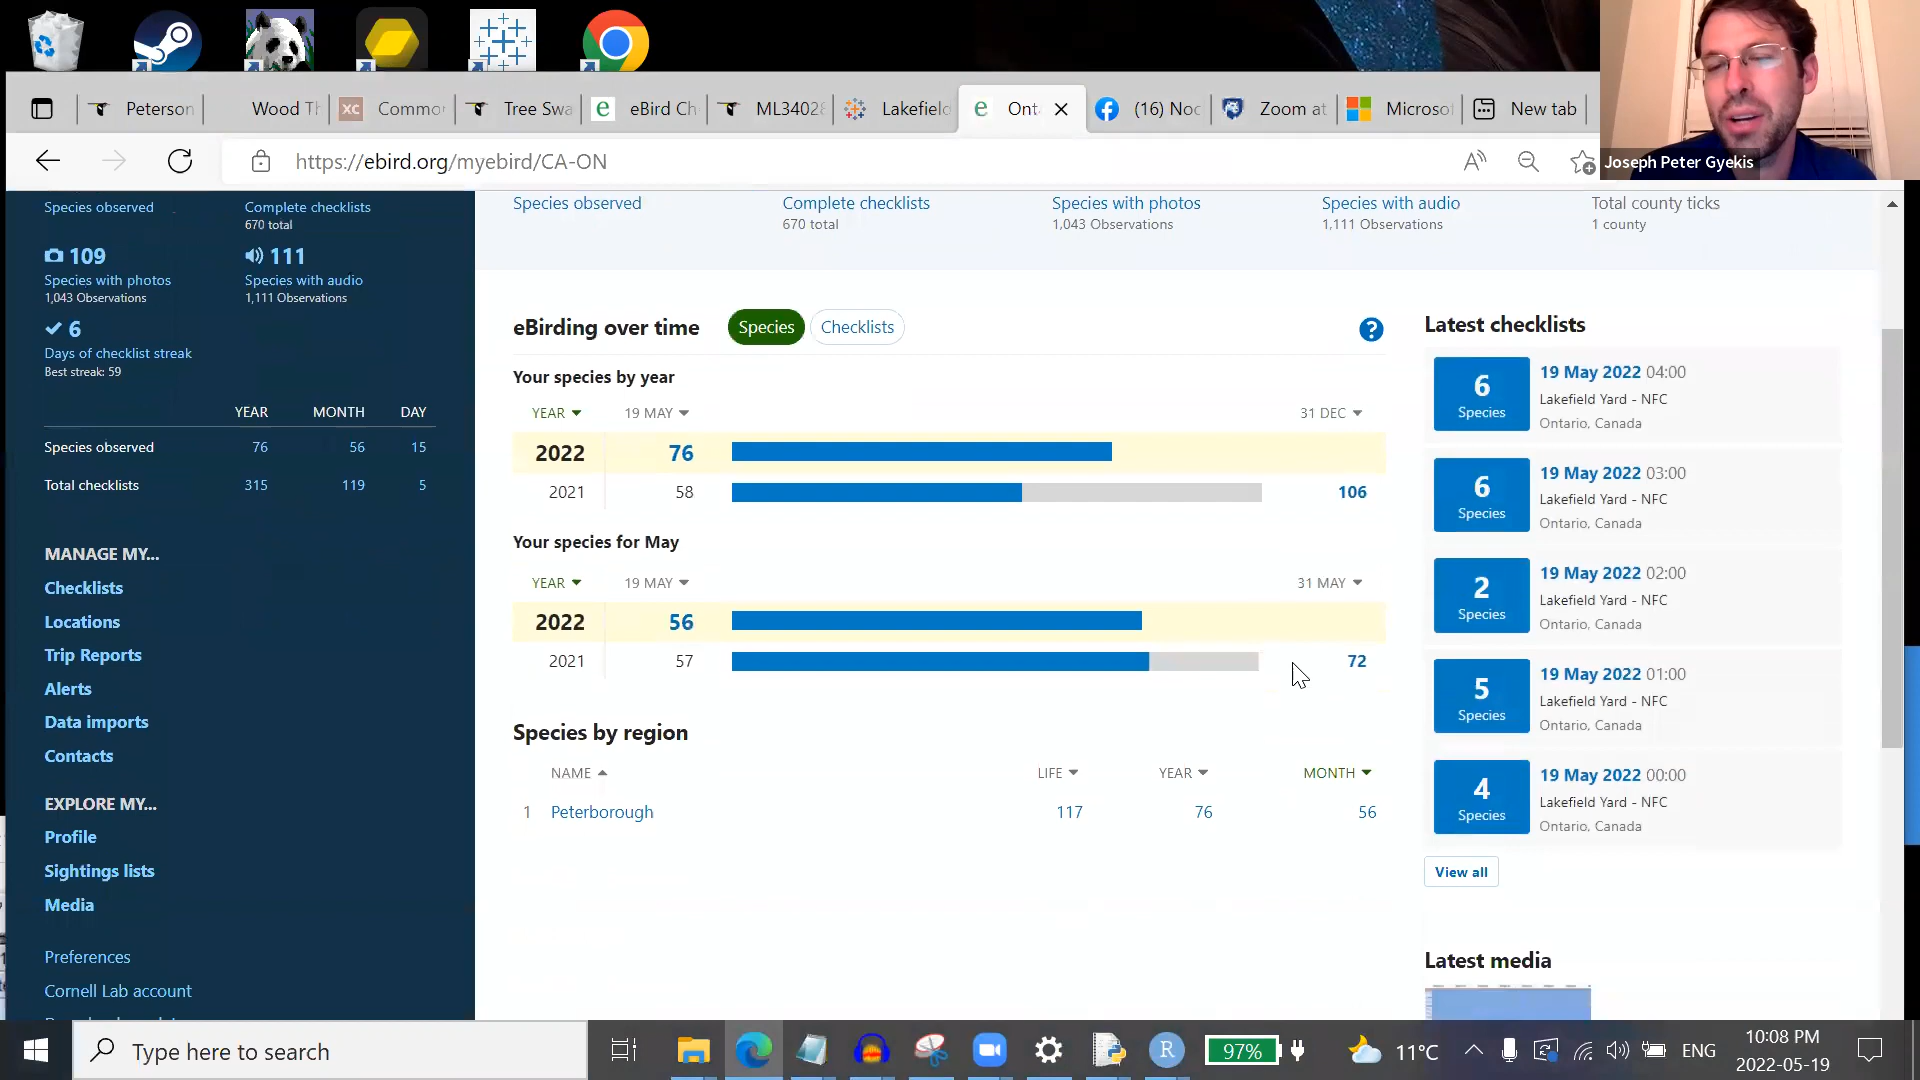 Peterson
Wood Th
Common
Tree Swa
eBird Ch
ML34028
Lakefield
Ont
(16) Noc
Zoom at
Microsof
New tab
https://ebird.org/myebird/CA-ON
Joseph Peter Gyekis
Species observed
Complete checklists
670 total
109
Species with photos
1,043 Observations
111
Species with audio
1,111 Observations
6
Days of checklist streak
Best streak: 59
YEAR MONTH DAY
Species observed 76 56 15
Total checklists 315 119 5
MANAGE MY...
Checklists
Locations
Trip Reports
Alerts
Data imports
Contacts
EXPLORE MY...
Profile
Sightings lists
Media
Preferences
Cornell Lab account
Species observed
Complete checklists
670 total
Species with photos
1,043 Observations
Species with audio
1,111 Observations
Total county ticks
1 county
eBirding over time Species Checklists ?
Your species by year
YEAR 19 MAY 31 DEC
2022 76
2021 58 106
Your species for May
YEAR 19 MAY 31 MAY
2022 56
2021 57 72
Species by region
NAME LIFE YEAR MONTH
1 Peterborough 117 76 56
Latest checklists
6 Species
19 May 2022 04:00
Lakefield Yard - NFC
Ontario, Canada
6 Species
19 May 2022 03:00
Lakefield Yard - NFC
Ontario, Canada
2 Species
19 May 2022 02:00
Lakefield Yard - NFC
Ontario, Canada
5 Species
19 May 2022 01:00
Lakefield Yard - NFC
Ontario, Canada
4 Species
19 May 2022 00:00
Lakefield Yard - NFC
Ontario, Canada
View all
Latest media
Type here to search
97%
11°C
ENG
10:08 PM
2022-05-19